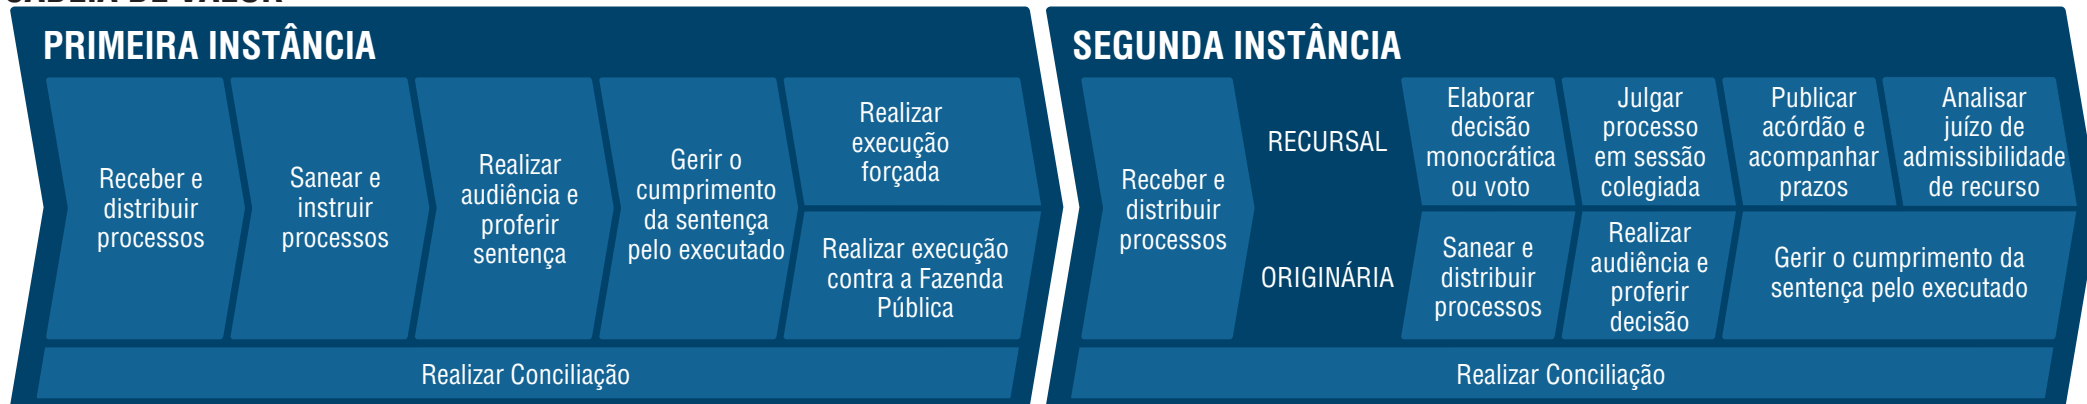 CADEIA DE VALOR
PRIMEIRA INSTÂNCIA
Receber e
distribuir
processos
Sanear e
instruir
processos
Realizar
audiência e
proferir
sentença
Gerir o
cumprimento
da sentença
pelo executado
Realizar
execução
forçada
Realizar execução
contra a Fazenda
Pública
Realizar Conciliação
SEGUNDA INSTÂNCIA
Receber e
distribuir
processos
RECURSAL
Elaborar
decisão
monocrática
ou voto
Julgar
processo
em sessão
colegiada
Publicar
acórdão e
acompanhar
prazos
Analisar
juízo de
admissibilidade
de recurso
ORIGINÁRIA
Sanear e
distribuir
processos
Realizar
audiência e
proferir
decisão
Gerir o cumprimento da
sentença pelo executado
Realizar Conciliação